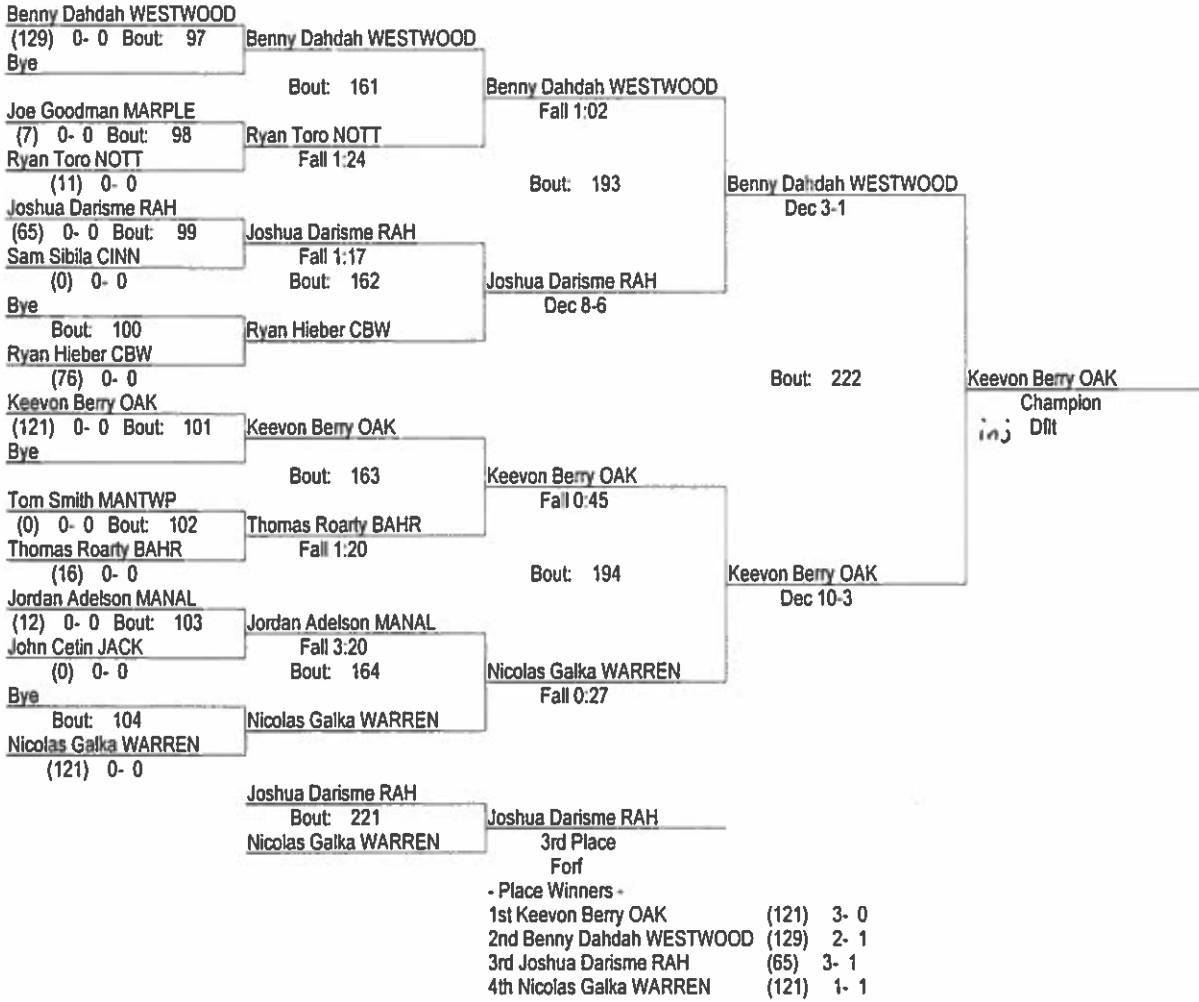 Benny Dahdah WESTWOOD
(129) 0- 0 Bout: 97
Bye
Joe Goodman MARPLE
(7) 0- 0 Bout: 98
Ryan Toro NOTT
(11) 0- 0
Joshua Darisme RAH
(65) 0- 0 Bout: 99
Sam Sibila CINN
(0) 0- 0
Bye
Bout: 100
Ryan Hieber CBW
(76) 0- 0
Keevon Berry OAK
(121) 0- 0 Bout: 101
Bye
Tom Smith MANTWP
(0) 0- 0 Bout: 102
Thomas Roarty BAHR
(16) 0- 0
Jordan Adelson MANAL
(12) 0- 0 Bout: 103
John Cetin JACK
(0) 0- 0
Bye
Bout: 104
Nicolas Galka WARREN
(121) 0- 0
Benny Dahdah WESTWOOD
Bout: 161
Ryan Toro NOTT
Fall 1:24
Joshua Darisme RAH
Fall 1:17
Bout: 162
Ryan Hieber CBW
Keevon Berry OAK
Bout: 163
Thomas Roarty BAHR
Fall 1:20
Jordan Adelson MANAL
Fall 3:20
Bout: 164
Nicolas Galka WARREN
Benny Dahdah WESTWOOD
Fall 1:02
Bout: 193
Joshua Darisme RAH
Dec 8-6
Keevon Berry OAK
Fall 0:45
Bout: 194
Nicolas Galka WARREN
Fall 0:27
Benny Dahdah WESTWOOD
Dec 3-1
Bout: 222
Keevon Berry OAK
Dec 10-3
Keevon Berry OAK
Champion
inj Dflt
Joshua Darisme RAH
Bout: 221
Nicolas Galka WARREN
Joshua Darisme RAH
3rd Place
Forf
- Place Winners -
1st Keevon Berry OAK (121) 3- 0
2nd Benny Dahdah WESTWOOD (129) 2- 1
3rd Joshua Darisme RAH (65) 3- 1
4th Nicolas Galka WARREN (121) 1- 1